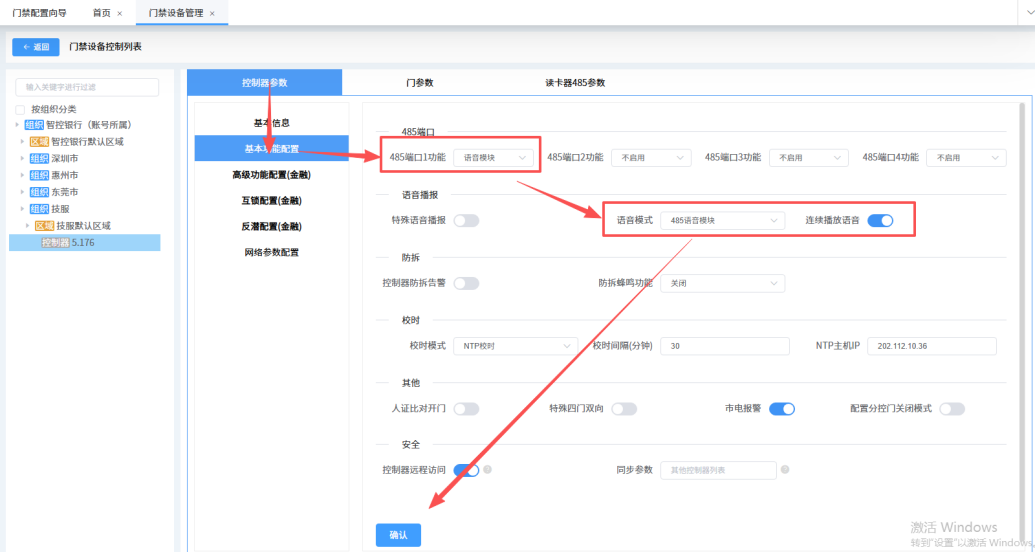 门禁配置向导 首页 × 门禁设备管理 ×
← 返回 门禁设备控制列表
输入关键字进行过滤
按组织分类
组织 智控银行（账号所属）
区域 智控银行默认区域
组织 深圳市
组织 惠州市
组织 东莞市
组织 技服
区域 技服默认区域
控制器 5.176
控制器参数 门参数 读卡器485参数
基本信息
基本功能配置
高级功能配置(金融)
互锁配置(金融)
反潜配置(金融)
网络参数配置
485端口
485端口1功能 语音模块 485端口2功能 不启用 485端口3功能 不启用 485端口4功能 不启用
语音播报
特殊语音播报 语音模式 485语音模块 连续播放语音
防拆
控制器防拆告警 防拆蜂鸣功能 关闭
校时
校时模式 NTP校时 校时间隔(分钟) 30 NTP主机IP 202.112.10.36
其他
人证比对开门 特殊四门双向 市电报警 配置分控门关闭模式
安全
控制器远程访问 ? 同步参数 其他控制器列表 ?
确认
激活 Windows
转到"设置"以激活 Windows